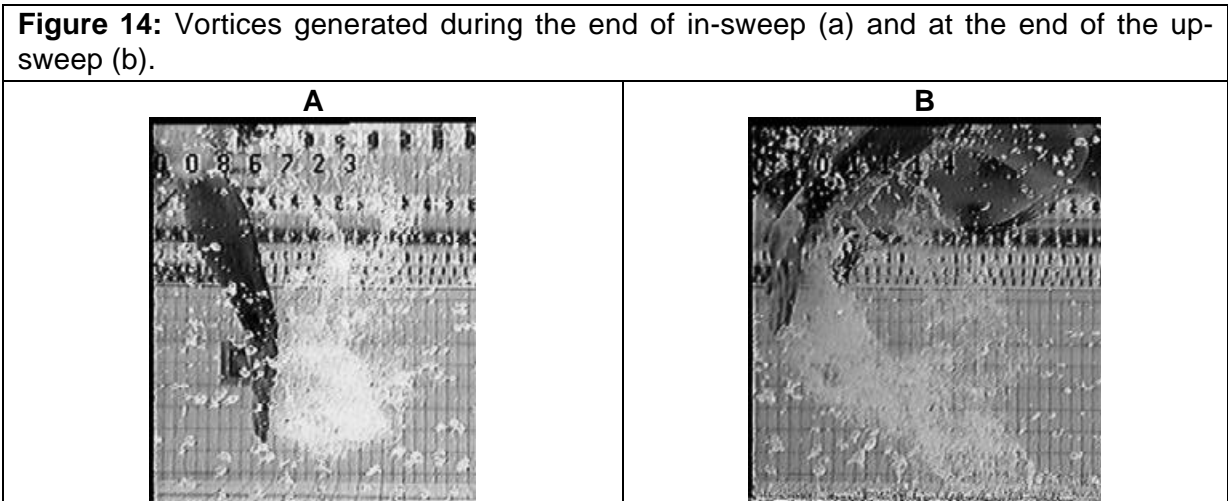 Figure 14: Vortices generated during the end of in-sweep (a) and at the end of the up-
sweep (b).
A
B
0 0 8 6 7 2 3